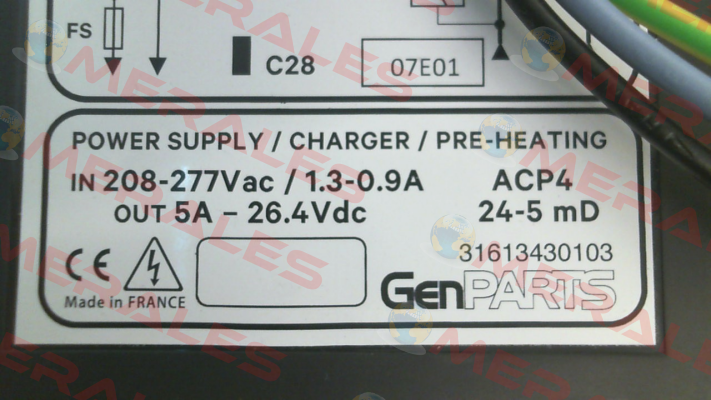 FS
C28
07E01
POWER SUPPLY / CHARGER / PRE-HEATING
IN 208-277Vac / 1.3-0.9A ACP4
OUT 5A – 26.4Vdc 24-5 mD
31613430103
CE
Made in FRANCE
GenPARTS
MERALES